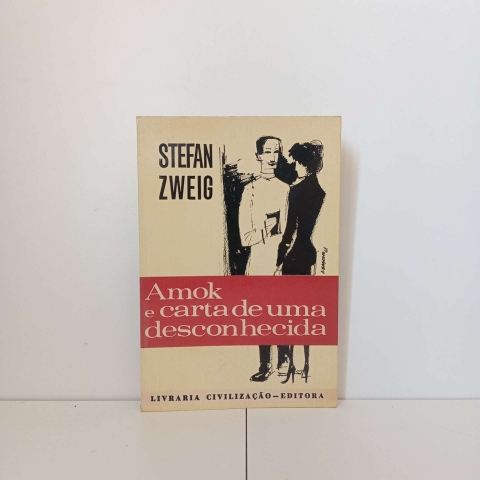 STEFAN
ZWEIG
Amok
e carta de uma
desconhecida
LIVRARIA CIVILIZAÇÃO — EDITORA